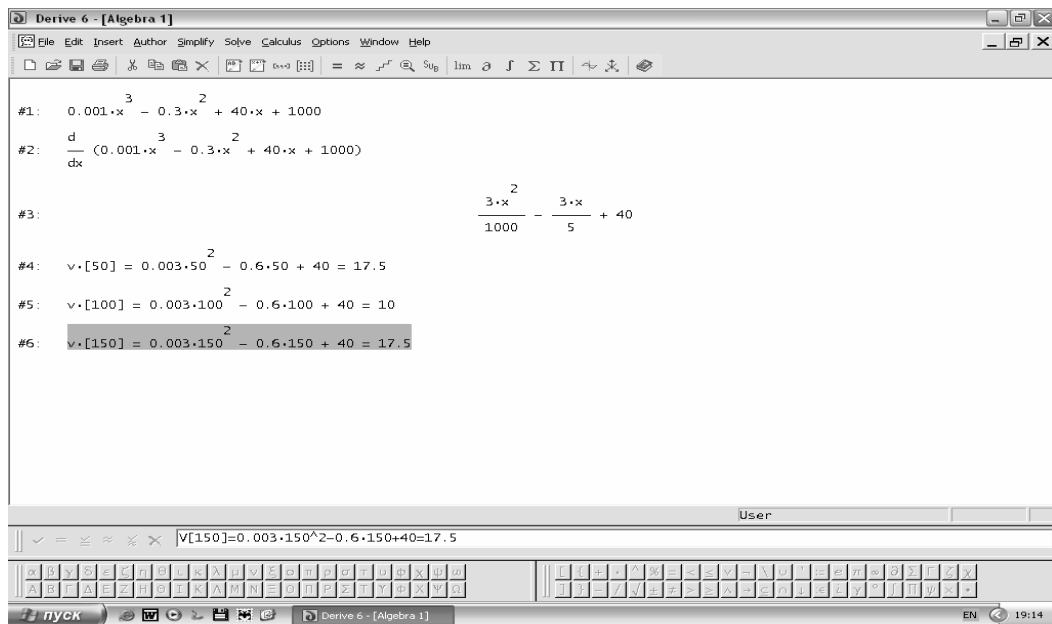 Derive 6 - [Algebra 1]
File Edit Insert Author Simplify Solve Calculus Options Window Help
lim ∂ ∫ Σ Π
#1: 0.001·x^3 − 0.3·x^2 + 40·x + 1000
#2: d/dx (0.001·x^3 − 0.3·x^2 + 40·x + 1000)
#3: 3·x^2/1000 − 3·x/5 + 40
#4: v·[50] = 0.003·50^2 − 0.6·50 + 40 = 17.5
#5: v·[100] = 0.003·100^2 − 0.6·100 + 40 = 10
#6: v·[150] = 0.003·150^2 − 0.6·150 + 40 = 17.5
User
V[150]=0.003·150^2−0.6·150+40=17.5
α β γ δ ε ζ η θ ι κ λ μ ν ξ ο π ρ σ τ υ φ χ ψ ω
Α Β Γ Δ Ε Ζ Η Θ Ι Κ Λ Μ Ν Ξ Ο Π Ρ Σ Τ Υ Φ Χ Ψ Ω
пуск Derive 6 - [Algebra 1] EN 19:14